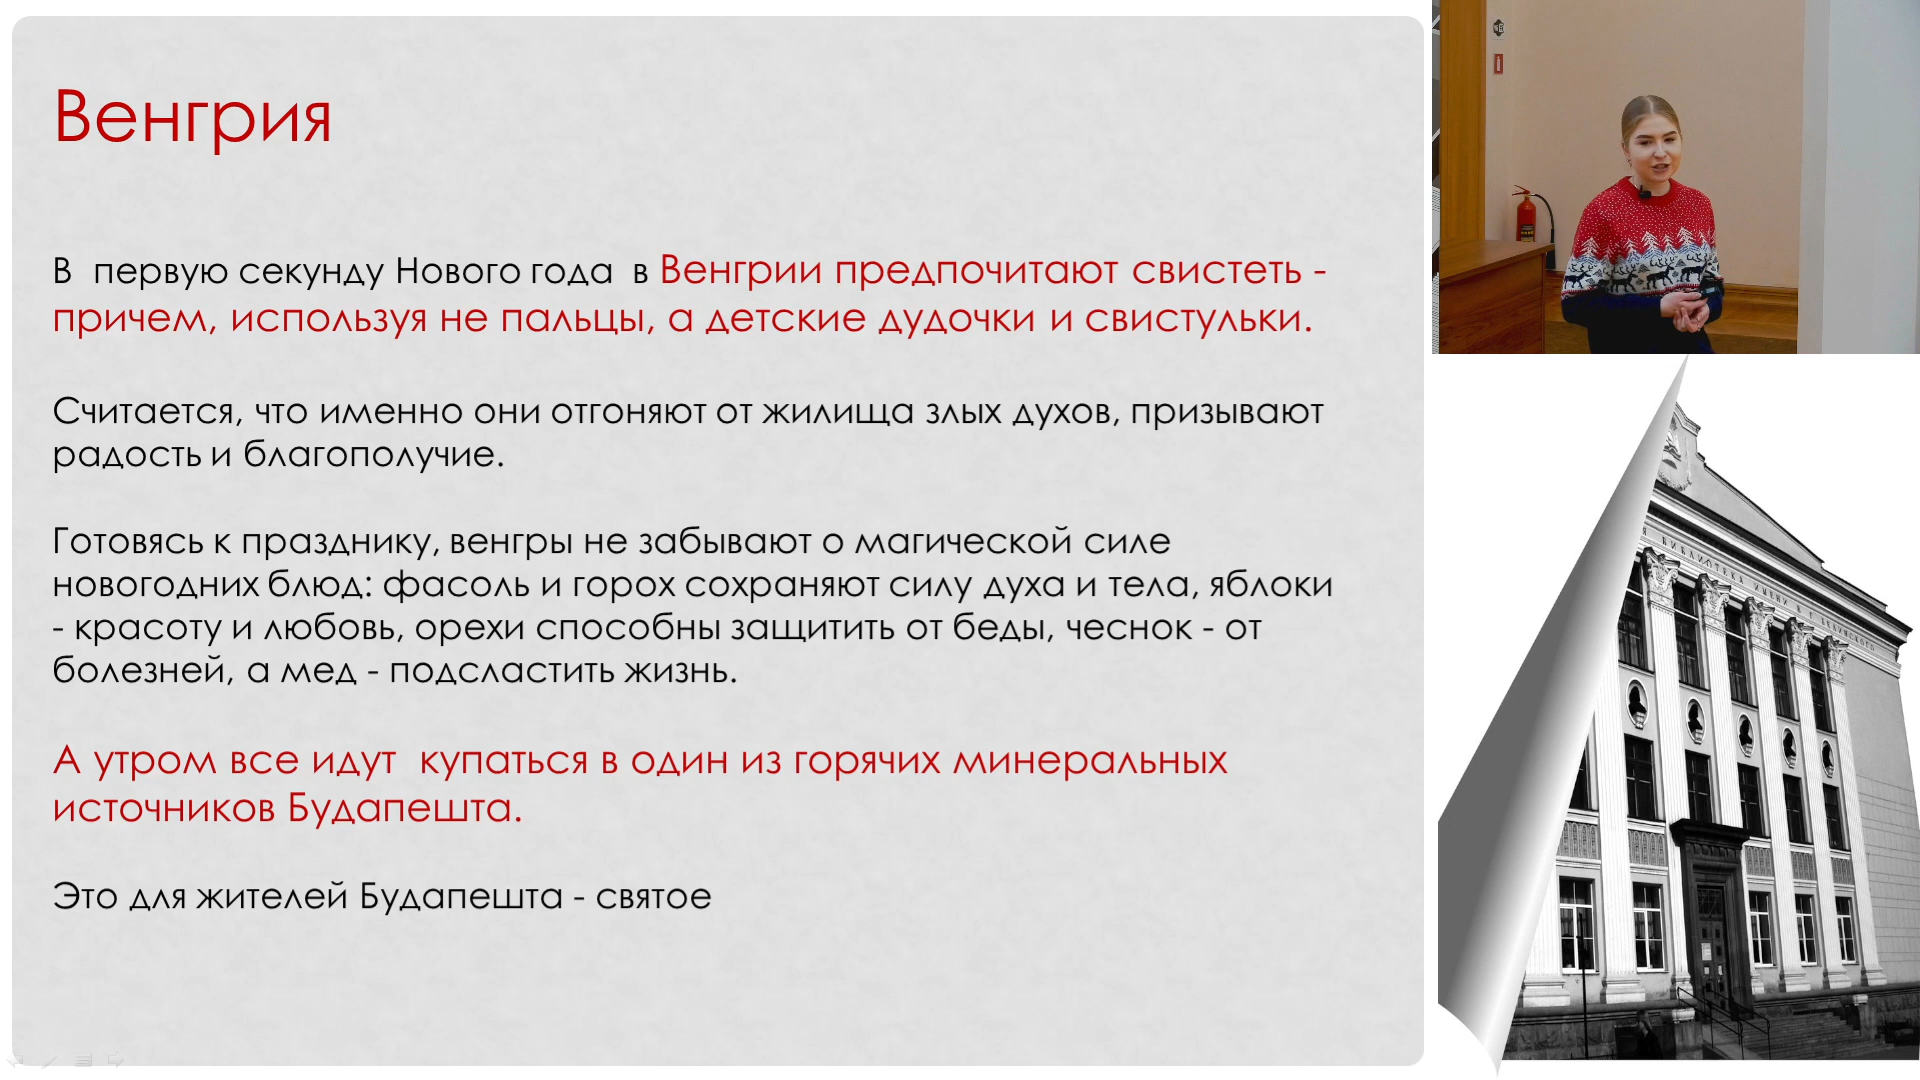 Венгрия
В  первую секунду Нового года  в Венгрии предпочитают свистеть -
причем, используя не пальцы, а детские дудочки и свистульки.
Считается, что именно они отгоняют от жилища злых духов, призывают
радость и благополучие.
Готовясь к празднику, венгры не забывают о магической силе
новогодних блюд: фасоль и горох сохраняют силу духа и тела, яблоки
- красоту и любовь, орехи способны защитить от беды, чеснок - от
болезней, а мед - подсластить жизнь.
А утром все идут  купаться в один из горячих минеральных
источников Будапешта.
Это для жителей Будапешта - святое
БИБЛИОТЕКА ИМЕНИ В. Г. БЕЛИНСКОГО